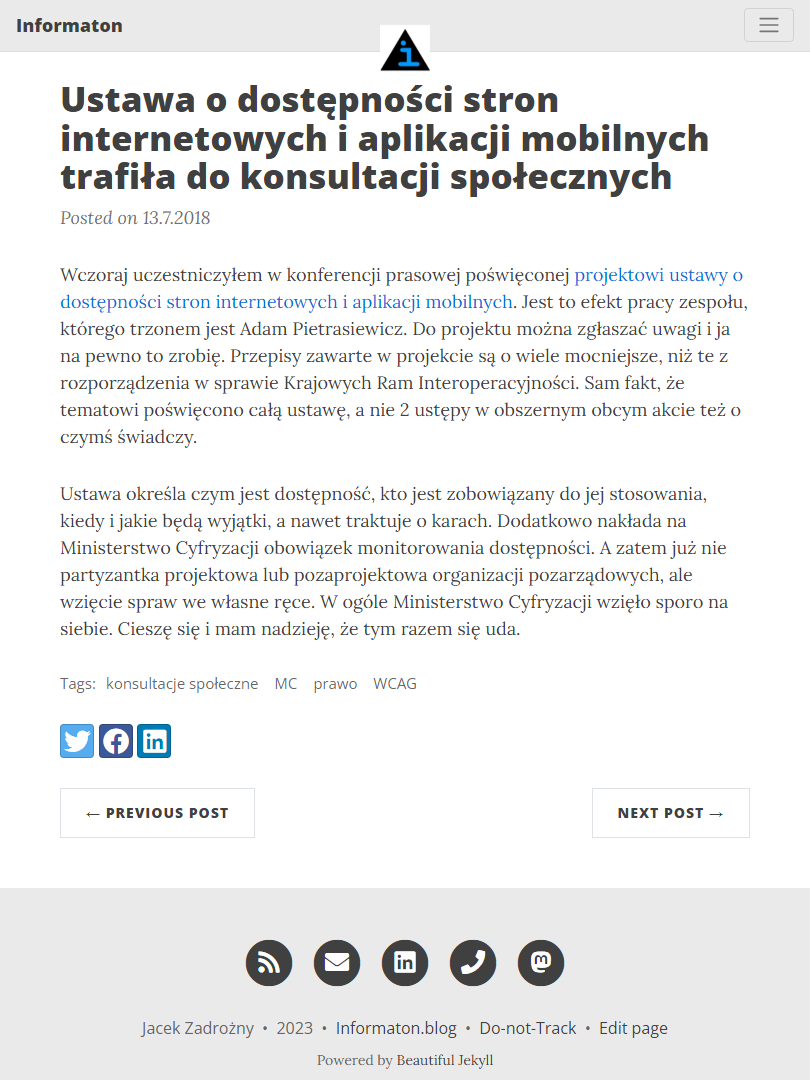 Informaton
Ustawa o dostępności stron
internetowych i aplikacji mobilnych
trafiła do konsultacji społecznych
Posted on 13.7.2018
Wczoraj uczestniczyłem w konferencji prasowej poświęconej projektowi ustawy o
dostępności stron internetowych i aplikacji mobilnych. Jest to efekt pracy zespołu,
którego trzonem jest Adam Pietrasiewicz. Do projektu można zgłaszać uwagi i ja
na pewno to zrobię. Przepisy zawarte w projekcie są o wiele mocniejsze, niż te z
rozporządzenia w sprawie Krajowych Ram Interoperacyjności. Sam fakt, że
tematowi poświęcono całą ustawę, a nie 2 ustępy w obszernym obcym akcie też o
czymś świadczy.
Ustawa określa czym jest dostępność, kto jest zobowiązany do jej stosowania,
kiedy i jakie będą wyjątki, a nawet traktuje o karach. Dodatkowo nakłada na
Ministerstwo Cyfryzacji obowiązek monitorowania dostępności. A zatem już nie
partyzantka projektowa lub pozaprojektowa organizacji pozarządowych, ale
wzięcie spraw we własne ręce. W ogóle Ministerstwo Cyfryzacji wzięło sporo na
siebie. Cieszę się i mam nadzieję, że tym razem się uda.
Tags: konsultacje społeczne MC prawo WCAG
← PREVIOUS POST
NEXT POST →
Jacek Zadrożny • 2023 • Informaton.blog • Do-not-Track • Edit page
Powered by Beautiful Jekyll